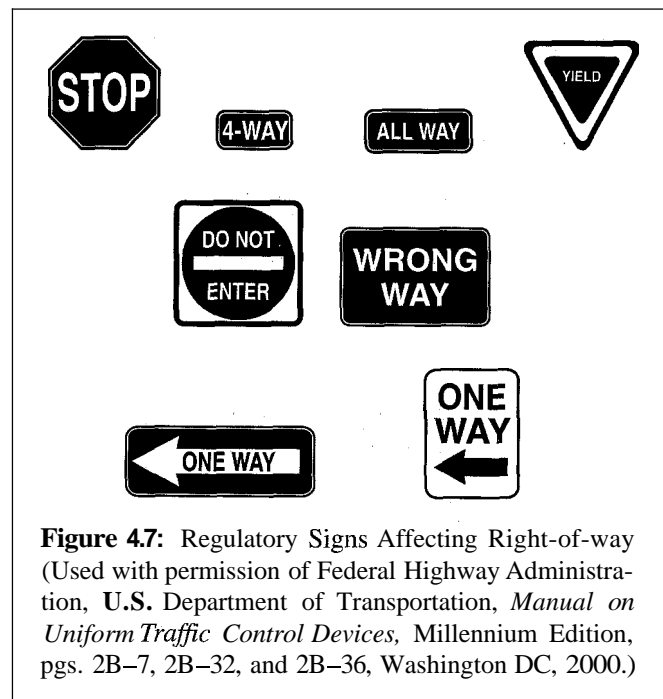 STOP
4-WAY
ALL WAY
YIELD
DO NOT
ENTER
WRONG
WAY
ONE WAY
ONE
WAY
Figure 4.7: Regulatory Signs Affecting Right-of-way
(Used with permission of Federal Highway Administra-
tion, U.S. Department of Transportation, Manual on
Uniform Traffic Control Devices, Millennium Edition,
pgs. 2B–7, 2B–32, and 2B–36, Washington DC, 2000.)